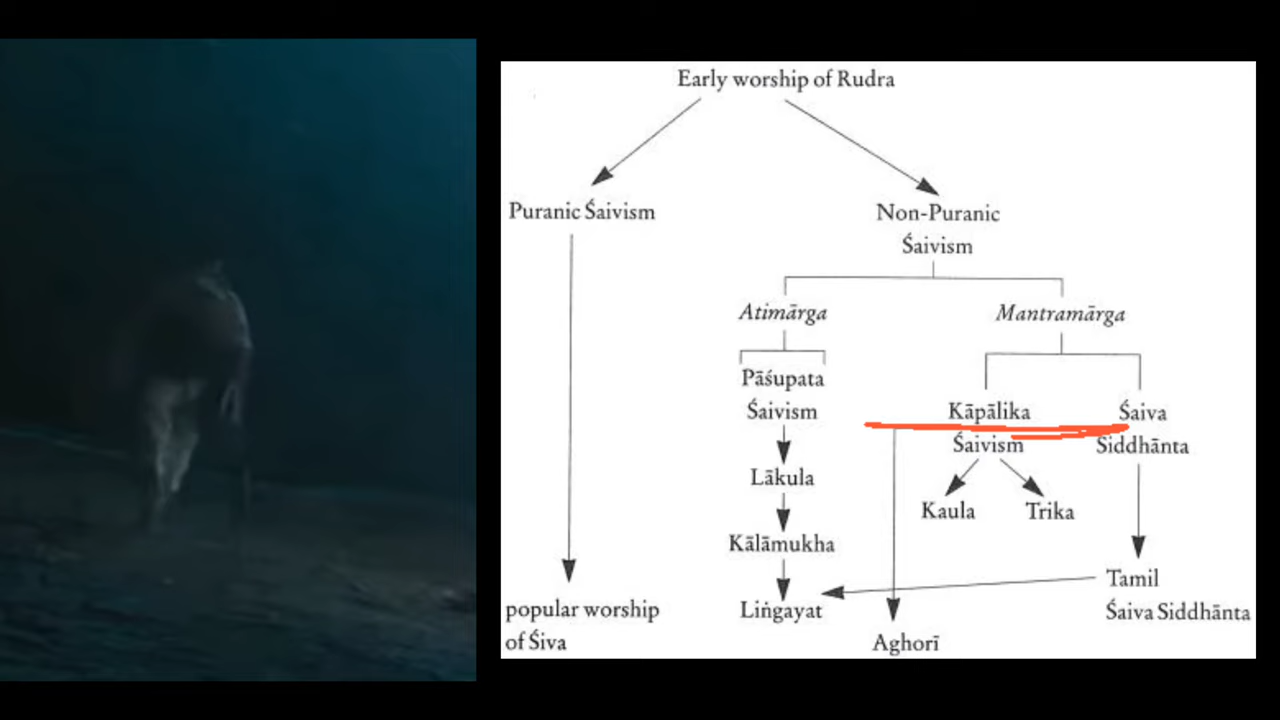 Early worship of Rudra
Puranic Śaivism
Non-Puranic
Śaivism
Atimārga
Mantramārga
Pāśupata
Śaivism
Kāpālika
Śaivism
Śaiva
Siddhānta
Lākula
Kaula
Trika
Kālāmukha
Tamil
Śaiva Siddhānta
popular worship
of Śiva
Liṅgayat
Aghorī